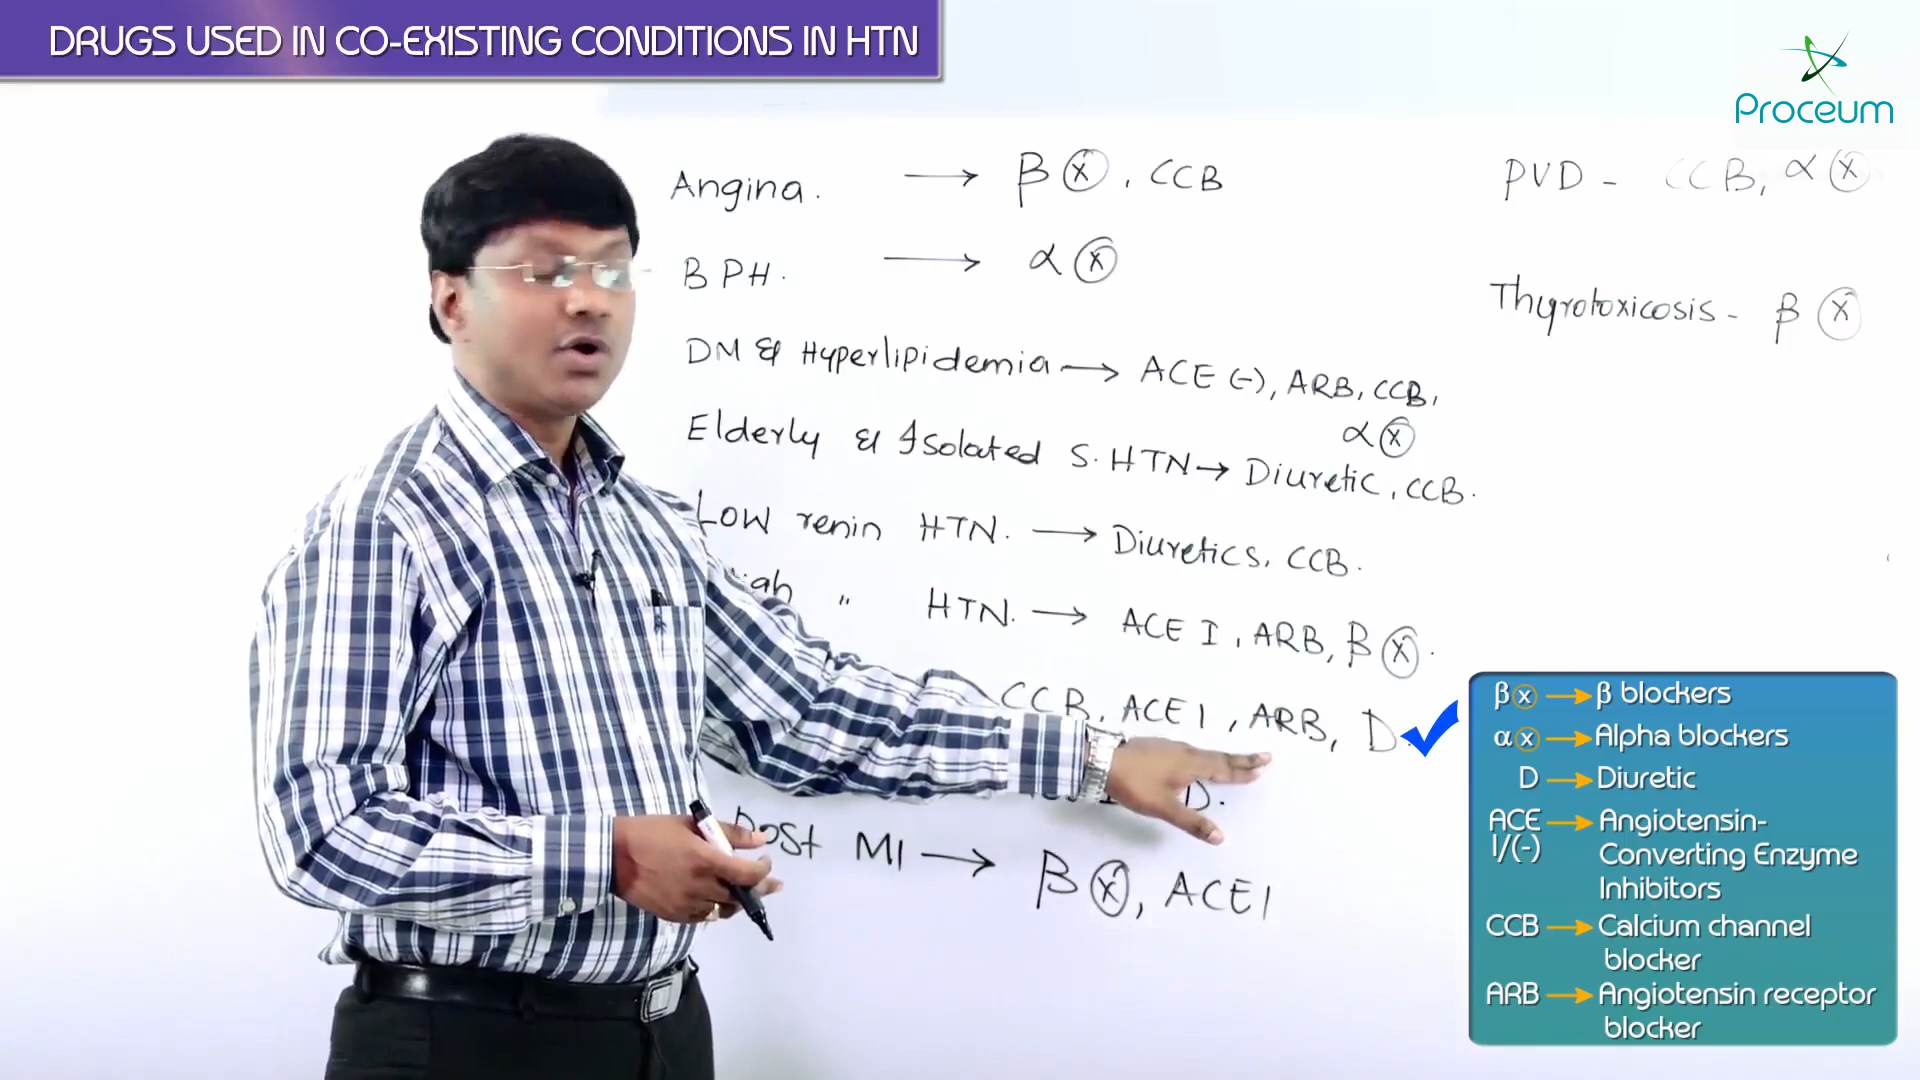 DRUGS USED IN CO-EXISTING CONDITIONS IN HTN
Proceum
Angina. → β ⓧ, CCB
BPH. → α ⓧ
DM & Hyperlipidemia → ACE (-), ARB, CCB,
α ⓧ
Elderly & Isolated S. HTN → Diuretic, CCB.
Low renin HTN. → Diuretics, CCB.
" HTN. → ACE I, ARB, β ⓧ.
CCB, ACE I, ARB, D.
D.
Post MI → β ⓧ, ACE I
PVD - CCB, α ⓧ
Thyrotoxicosis - β ⓧ
βⓧ → β blockers
αⓧ → Alpha blockers
D → Diuretic
ACE I/(-) → Angiotensin-
Converting Enzyme
Inhibitors
CCB → Calcium channel
blocker
ARB → Angiotensin receptor
blocker